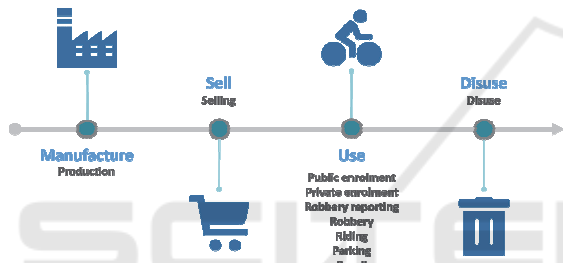 Sell
Selling
Disuse
Disuse
Manufacture
Production
Use
Public enrolment
Private enrolment
Robbery reporting
Robbery
Riding
Parking